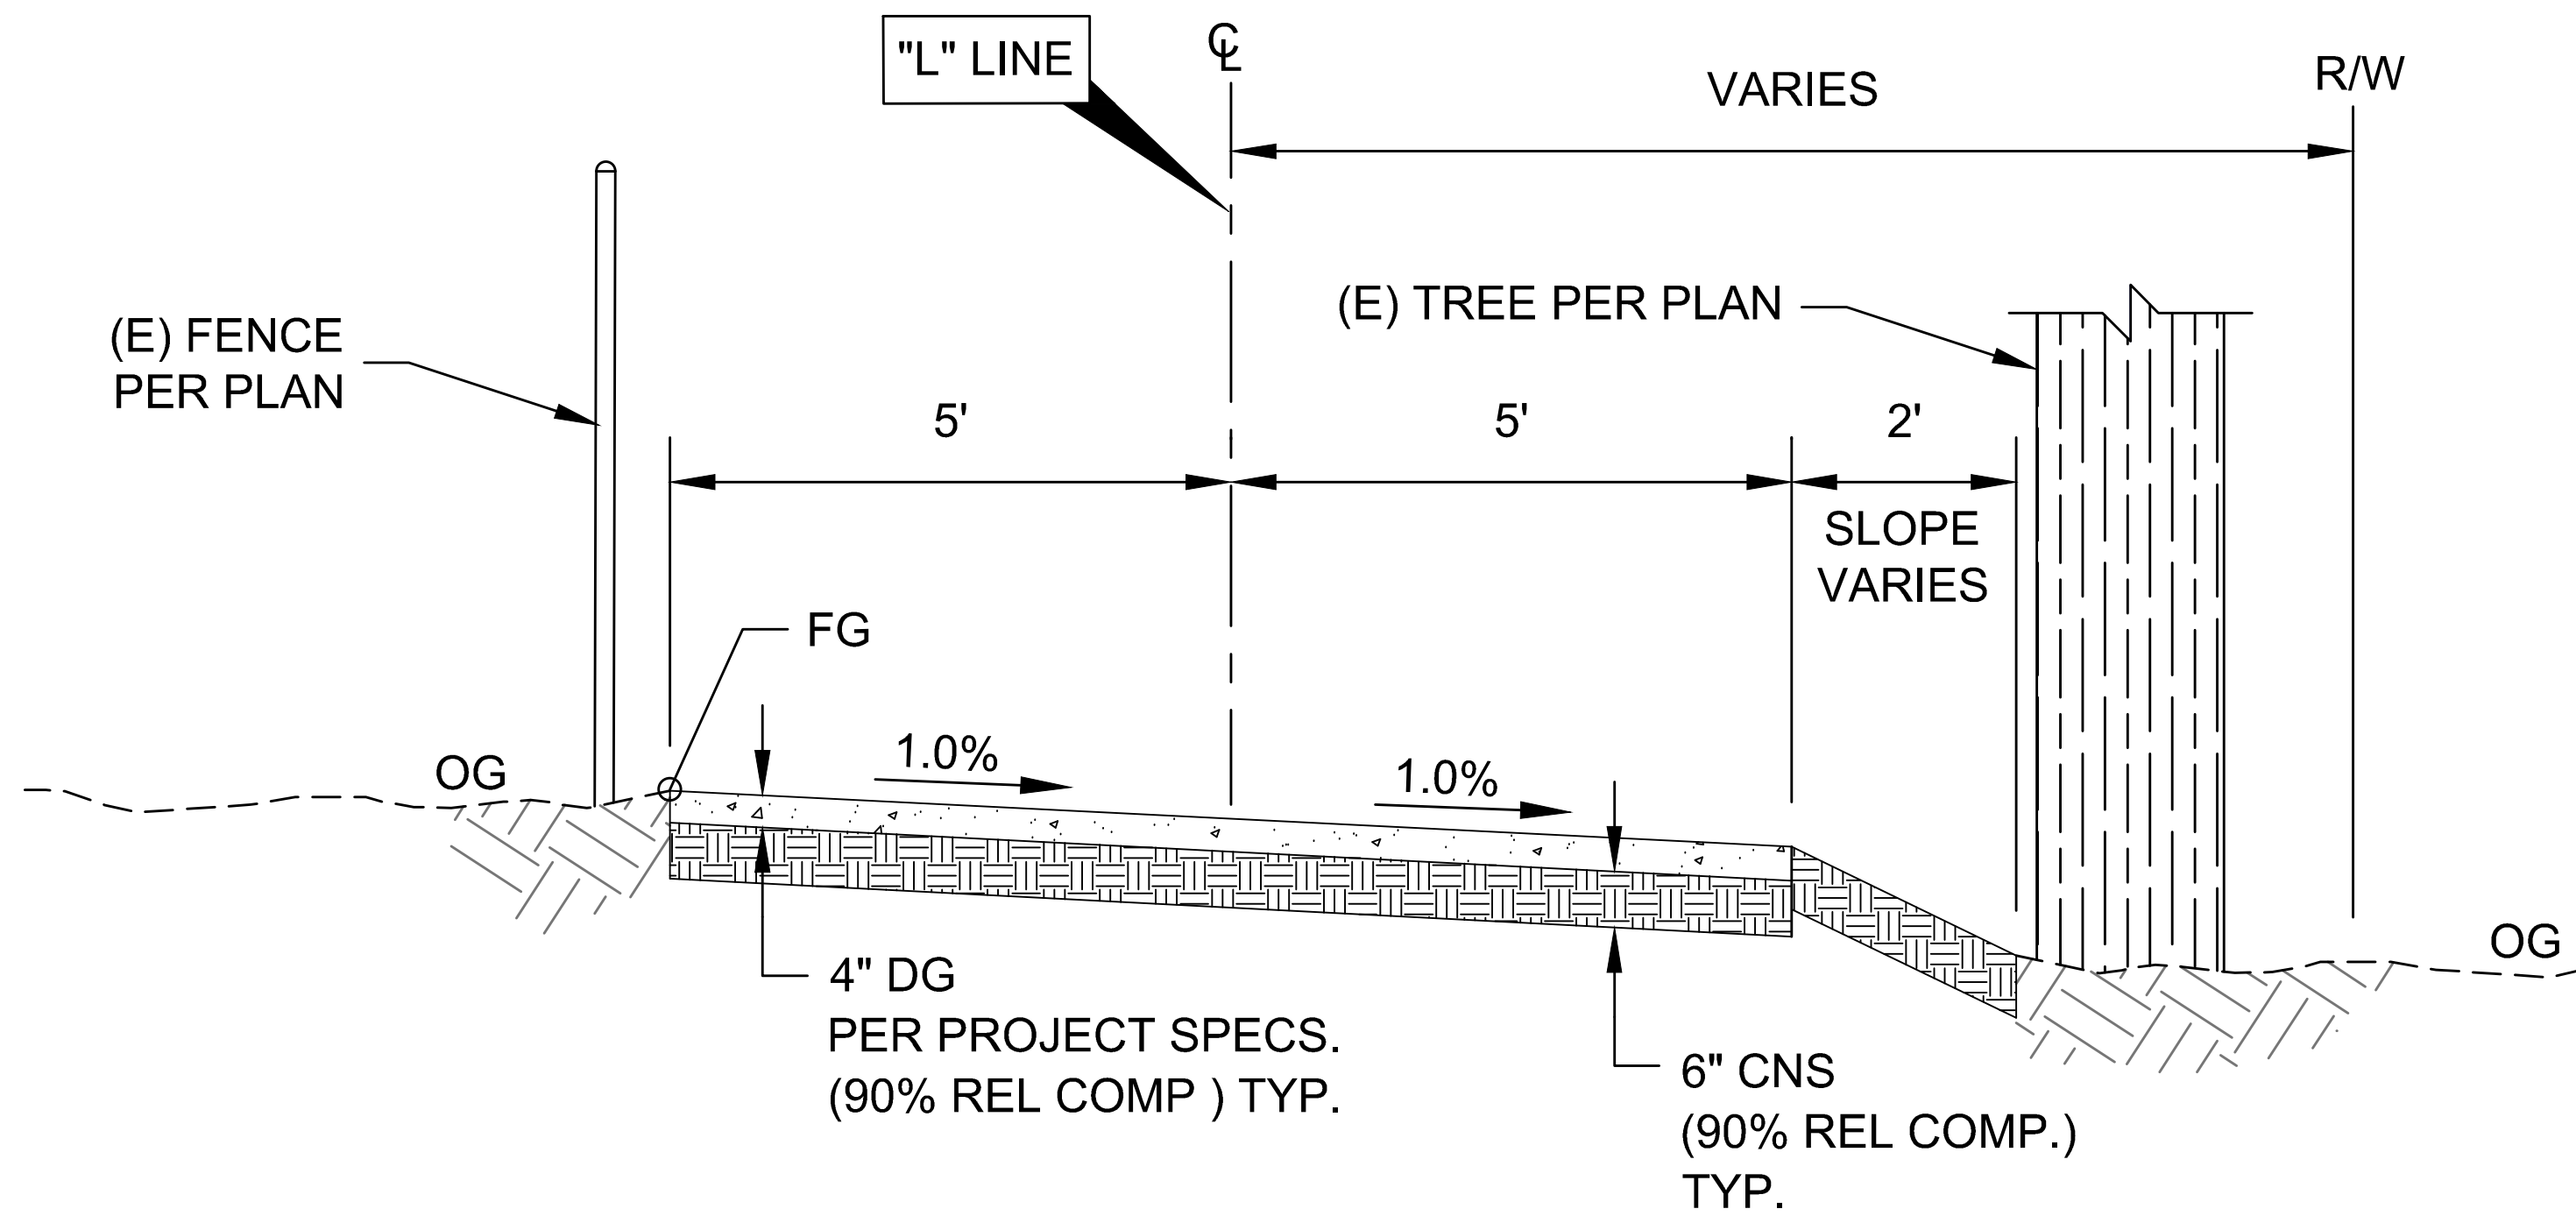 "L" LINE
℄
VARIES
R/W
(E) FENCE
PER PLAN
(E) TREE PER PLAN
5'
5'
2'
SLOPE
VARIES
FG
OG
1.0%
1.0%
OG
4" DG
PER PROJECT SPECS.
(90% REL COMP ) TYP.
6" CNS
(90% REL COMP.)
TYP.